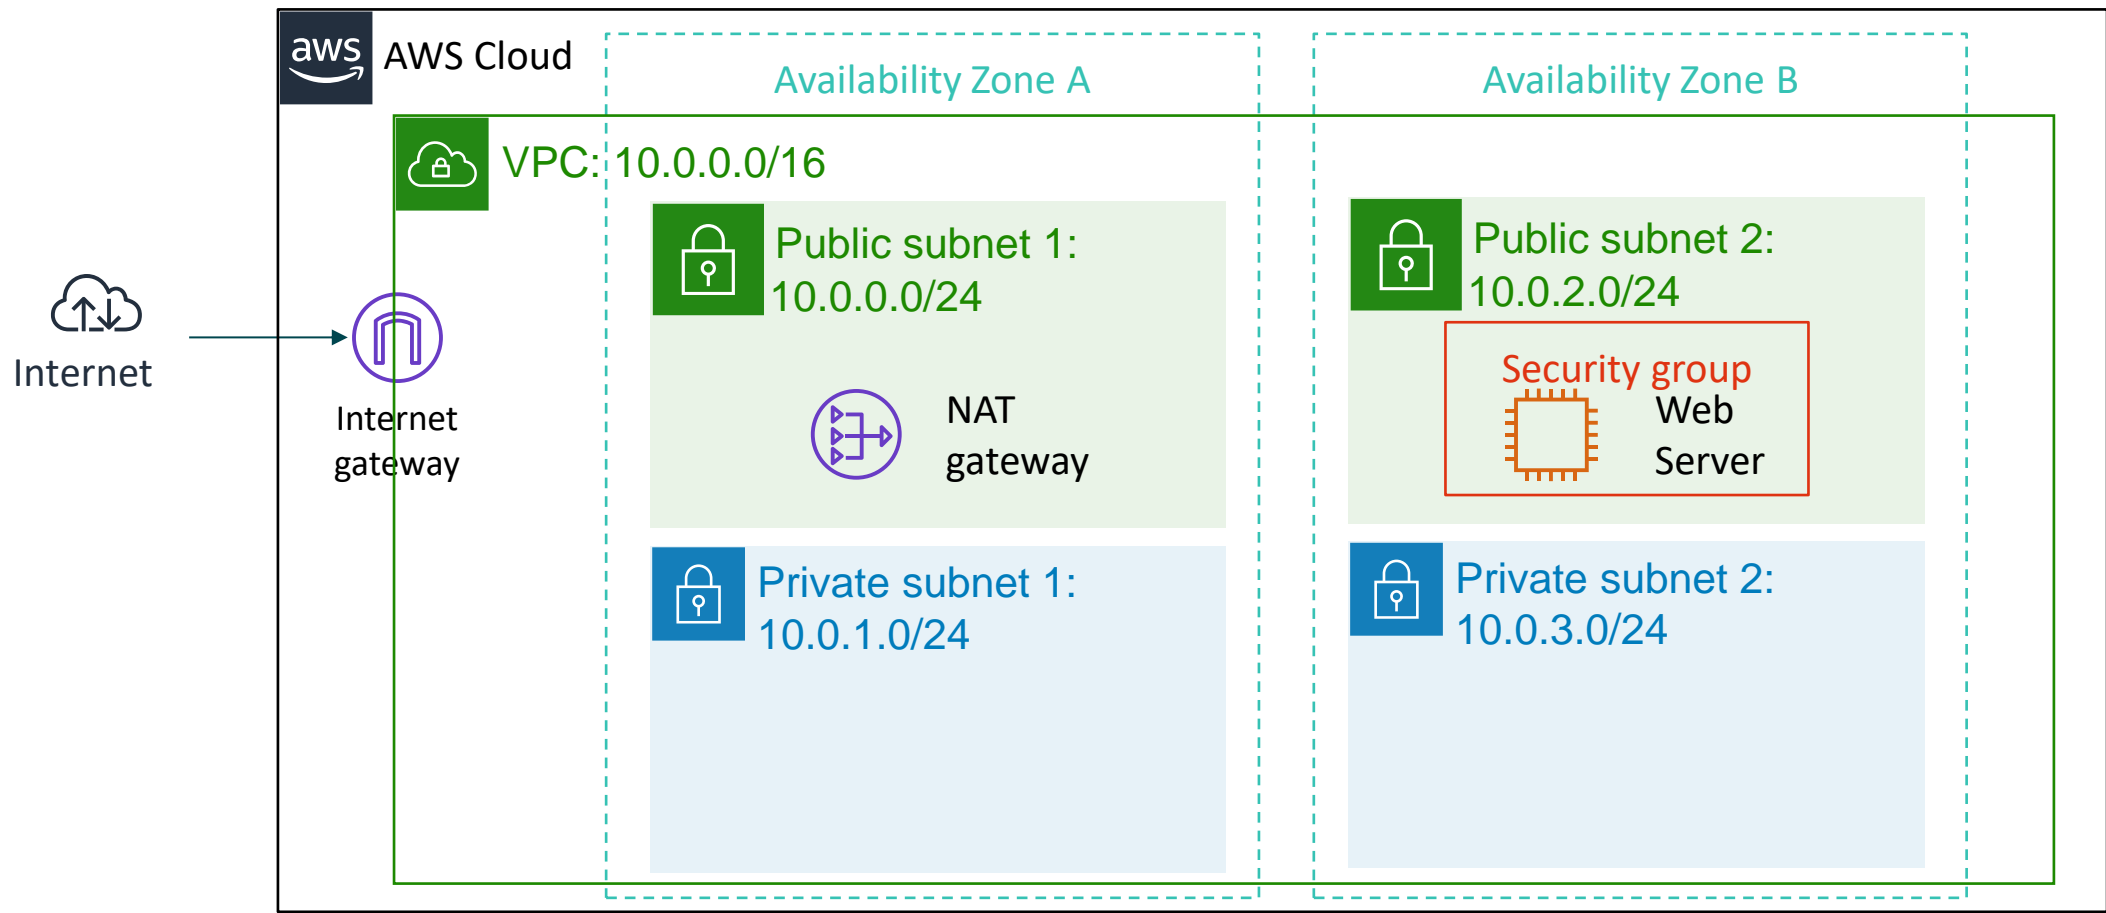 aws
AWS Cloud
Availability Zone A
Availability Zone B
VPC: 10.0.0.0/16
Public subnet 1:
10.0.0.0/24
Public subnet 2:
10.0.2.0/24
Internet
Internet
gateway
NAT
gateway
Security group
Web
Server
Private subnet 1:
10.0.1.0/24
Private subnet 2:
10.0.3.0/24